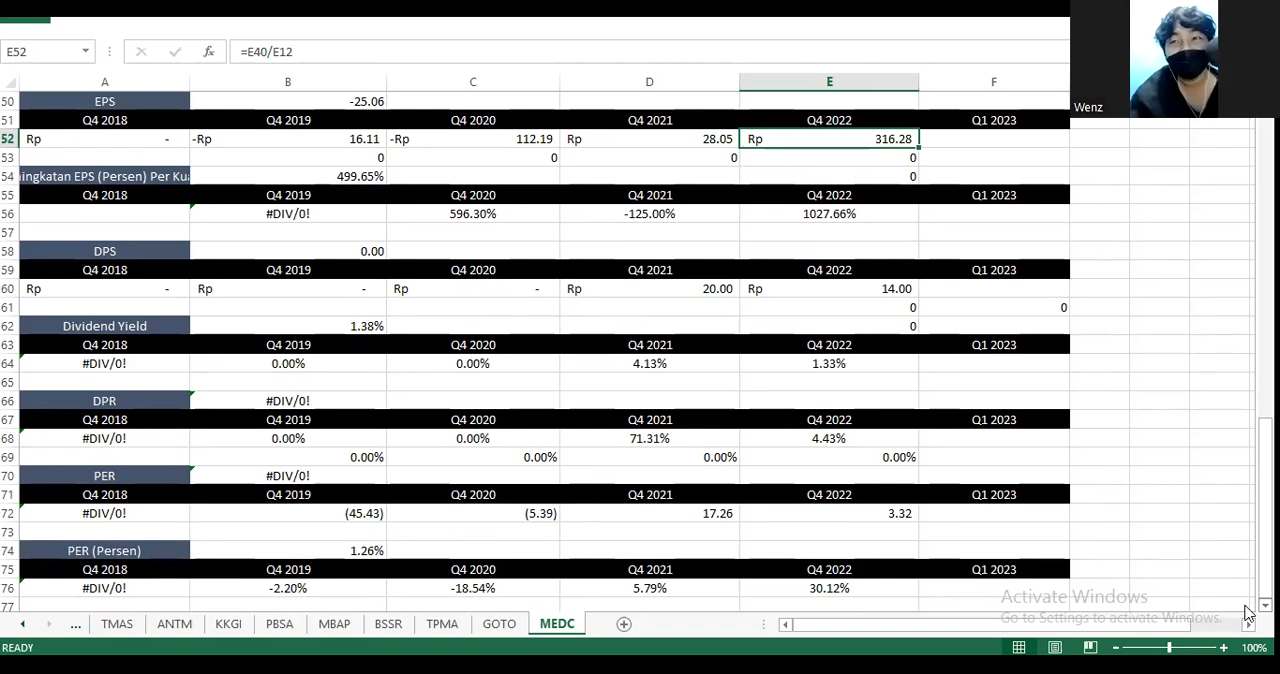 E52 =E40/E12
Wenz
A B C D E F
50 EPS -25.06
51 Q4 2018 Q4 2019 Q4 2020 Q4 2021 Q4 2022 Q1 2023
52 Rp - -Rp 16.11 -Rp 112.19 Rp 28.05 Rp 316.28
53 0 0 0 0
54 ingkatan EPS (Persen) Per Kua 499.65% 0
55 Q4 2018 Q4 2019 Q4 2020 Q4 2021 Q4 2022 Q1 2023
56 #DIV/0! 596.30% -125.00% 1027.66%
57
58 DPS 0.00
59 Q4 2018 Q4 2019 Q4 2020 Q4 2021 Q4 2022 Q1 2023
60 Rp - Rp - Rp - Rp 20.00 Rp 14.00
61 0 0
62 Dividend Yield 1.38% 0
63 Q4 2018 Q4 2019 Q4 2020 Q4 2021 Q4 2022 Q1 2023
64 #DIV/0! 0.00% 0.00% 4.13% 1.33%
65
66 DPR #DIV/0!
67 Q4 2018 Q4 2019 Q4 2020 Q4 2021 Q4 2022 Q1 2023
68 #DIV/0! 0.00% 0.00% 71.31% 4.43%
69 0.00% 0.00% 0.00% 0.00%
70 PER #DIV/0!
71 Q4 2018 Q4 2019 Q4 2020 Q4 2021 Q4 2022 Q1 2023
72 #DIV/0! (45.43) (5.39) 17.26 3.32
73
74 PER (Persen) 1.26%
75 Q4 2018 Q4 2019 Q4 2020 Q4 2021 Q4 2022 Q1 2023
76 #DIV/0! -2.20% -18.54% 5.79% 30.12%
77
Activate Windows
Go to Settings to activate Windows.
... TMAS ANTM KKGI PBSA BSSR TPMA GOTO MEDC
READY 100%